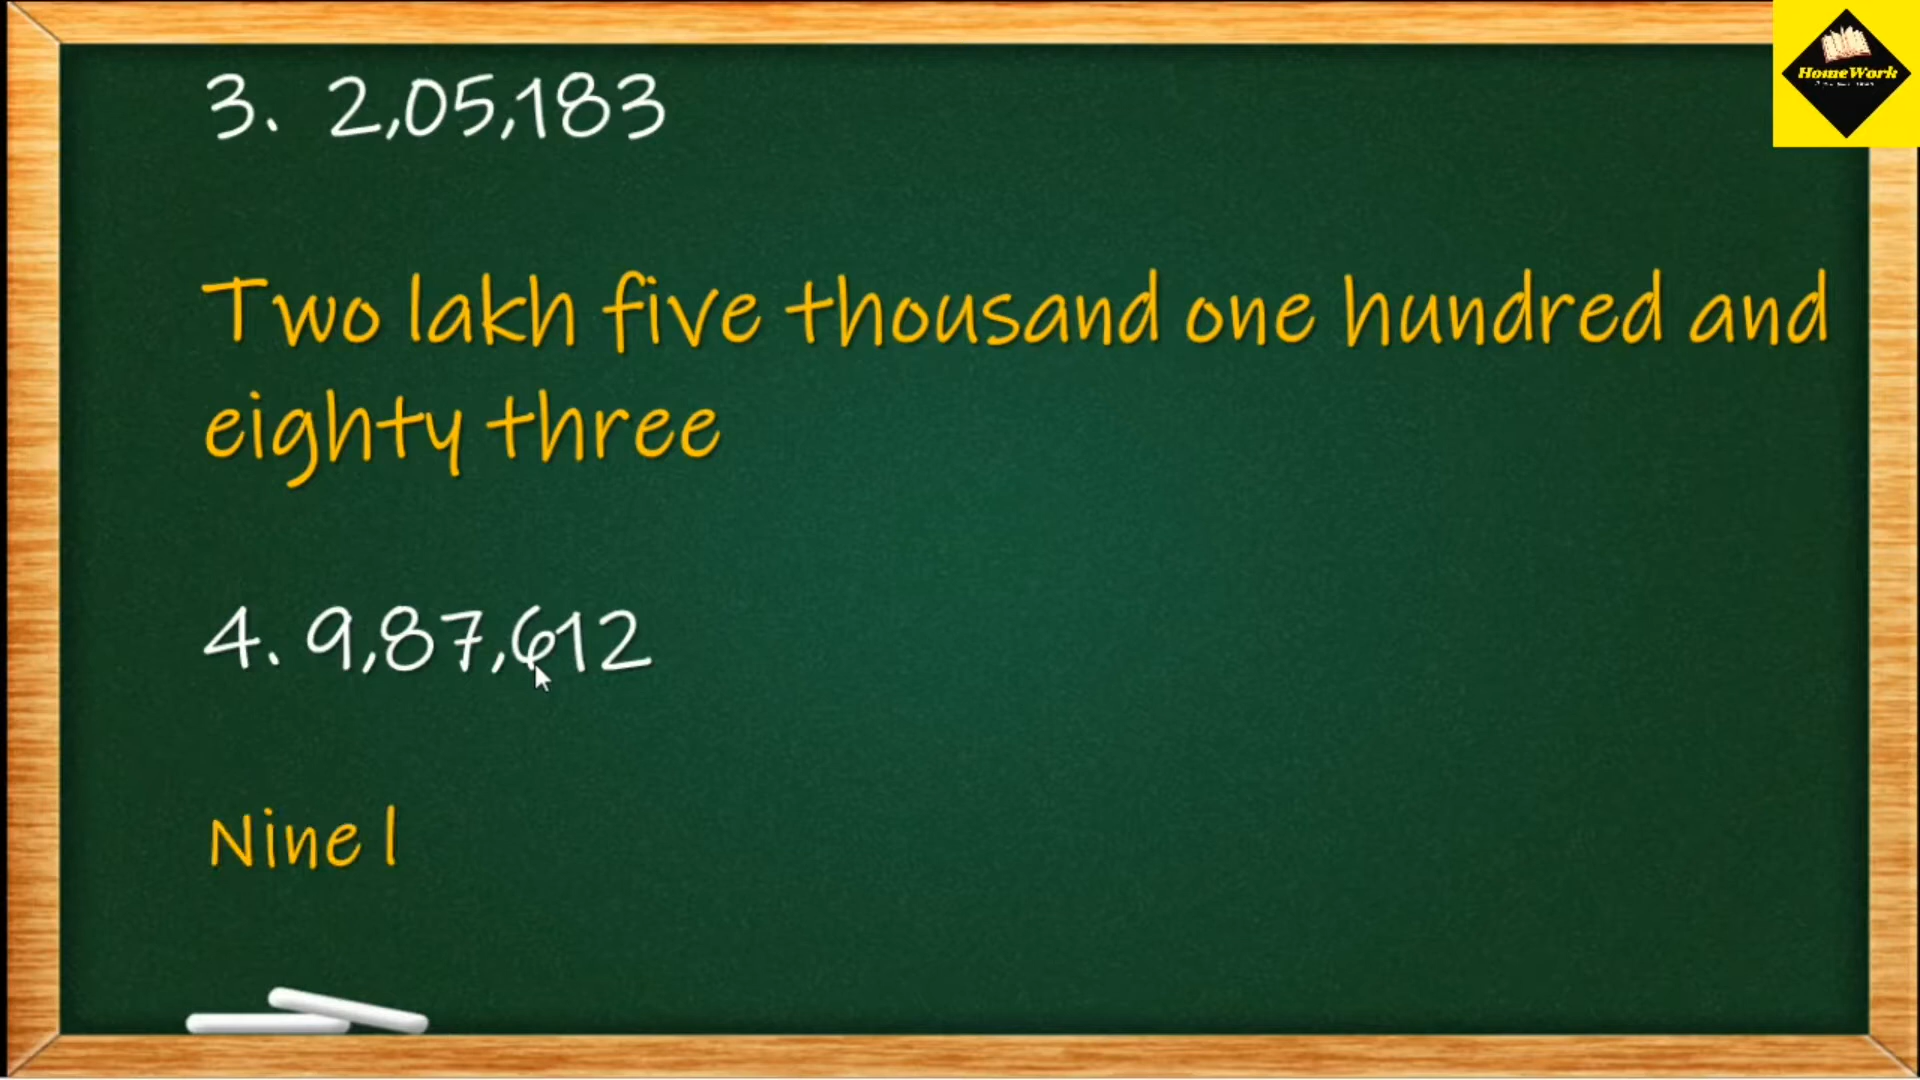 HomeWork
3. 2,05,183
Two lakh five thousand one hundred and
eighty three
4. 9,87,612
Nine l